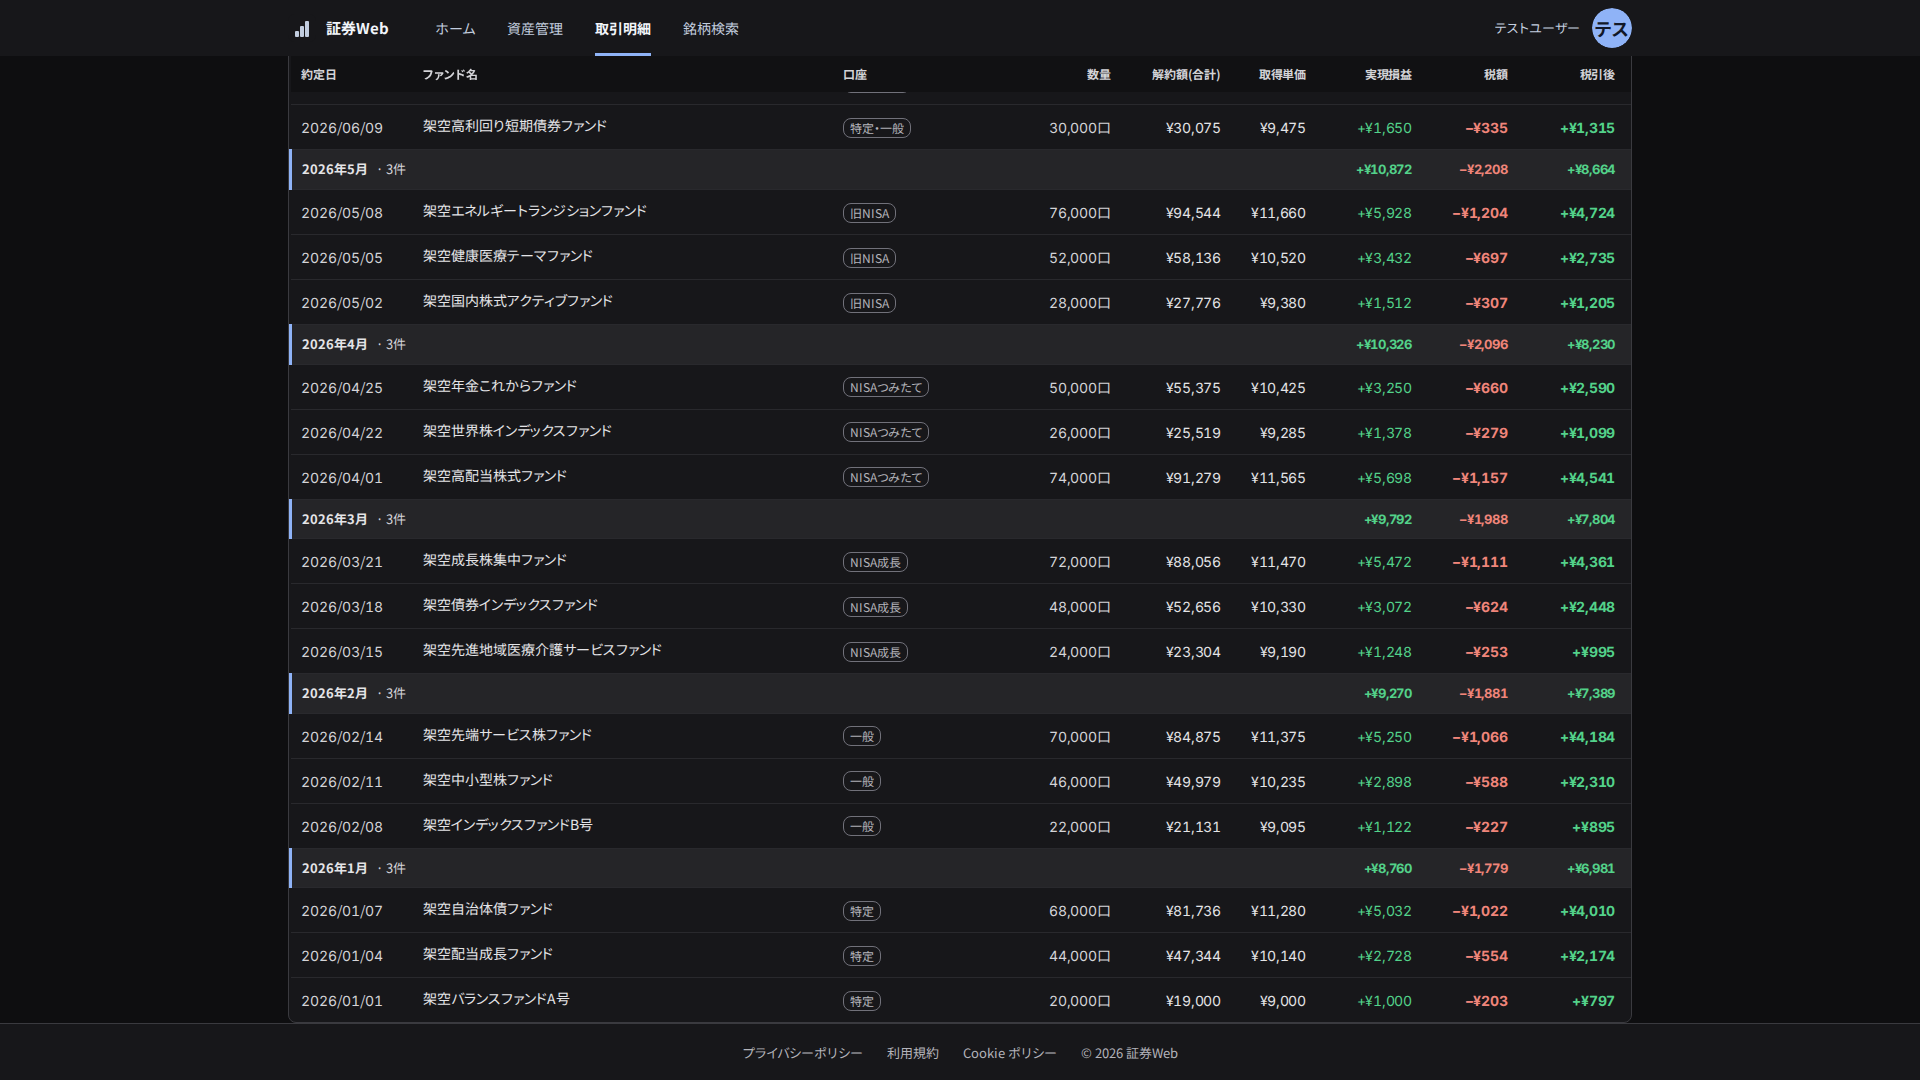 証券Web ホーム 資産管理 取引明細 銘柄検索 テストユーザー テス
約定日 ファンド名 口座 数量 解約額(合計) 取得単価 実現損益 税額 税引後
2026/06/09 架空高利回り短期債券ファンド 特定・一般 30,000口 ¥30,075 ¥9,475 +¥1,650 −¥335 +¥1,315
2026年5月 · 3件 +¥10,872 −¥2,208 +¥8,664
2026/05/08 架空エネルギートランジションファンド 旧NISA 76,000口 ¥94,544 ¥11,660 +¥5,928 −¥1,204 +¥4,724
2026/05/05 架空健康医療テーマファンド 旧NISA 52,000口 ¥58,136 ¥10,520 +¥3,432 −¥697 +¥2,735
2026/05/02 架空国内株式アクティブファンド 旧NISA 28,000口 ¥27,776 ¥9,380 +¥1,512 −¥307 +¥1,205
2026年4月 · 3件 +¥10,326 −¥2,096 +¥8,230
2026/04/25 架空年金これからファンド NISAつみたて 50,000口 ¥55,375 ¥10,425 +¥3,250 −¥660 +¥2,590
2026/04/22 架空世界株インデックスファンド NISAつみたて 26,000口 ¥25,519 ¥9,285 +¥1,378 −¥279 +¥1,099
2026/04/01 架空高配当株式ファンド NISAつみたて 74,000口 ¥91,279 ¥11,565 +¥5,698 −¥1,157 +¥4,541
2026年3月 · 3件 +¥9,792 −¥1,988 +¥7,804
2026/03/21 架空成長株集中ファンド NISA成長 72,000口 ¥88,056 ¥11,470 +¥5,472 −¥1,111 +¥4,361
2026/03/18 架空債券インデックスファンド NISA成長 48,000口 ¥52,656 ¥10,330 +¥3,072 −¥624 +¥2,448
2026/03/15 架空先進地域医療介護サービスファンド NISA成長 24,000口 ¥23,304 ¥9,190 +¥1,248 −¥253 +¥995
2026年2月 · 3件 +¥9,270 −¥1,881 +¥7,389
2026/02/14 架空先端サービス株ファンド 一般 70,000口 ¥84,875 ¥11,375 +¥5,250 −¥1,066 +¥4,184
2026/02/11 架空中小型株ファンド 一般 46,000口 ¥49,979 ¥10,235 +¥2,898 −¥588 +¥2,310
2026/02/08 架空インデックスファンドB号 一般 22,000口 ¥21,131 ¥9,095 +¥1,122 −¥227 +¥895
2026年1月 · 3件 +¥8,760 −¥1,779 +¥6,981
2026/01/07 架空自治体債ファンド 特定 68,000口 ¥81,736 ¥11,280 +¥5,032 −¥1,022 +¥4,010
2026/01/04 架空配当成長ファンド 特定 44,000口 ¥47,344 ¥10,140 +¥2,728 −¥554 +¥2,174
2026/01/01 架空バランスファンドA号 特定 20,000口 ¥19,000 ¥9,000 +¥1,000 −¥203 +¥797
プライバシーポリシー 利用規約 Cookie ポリシー © 2026 証券Web